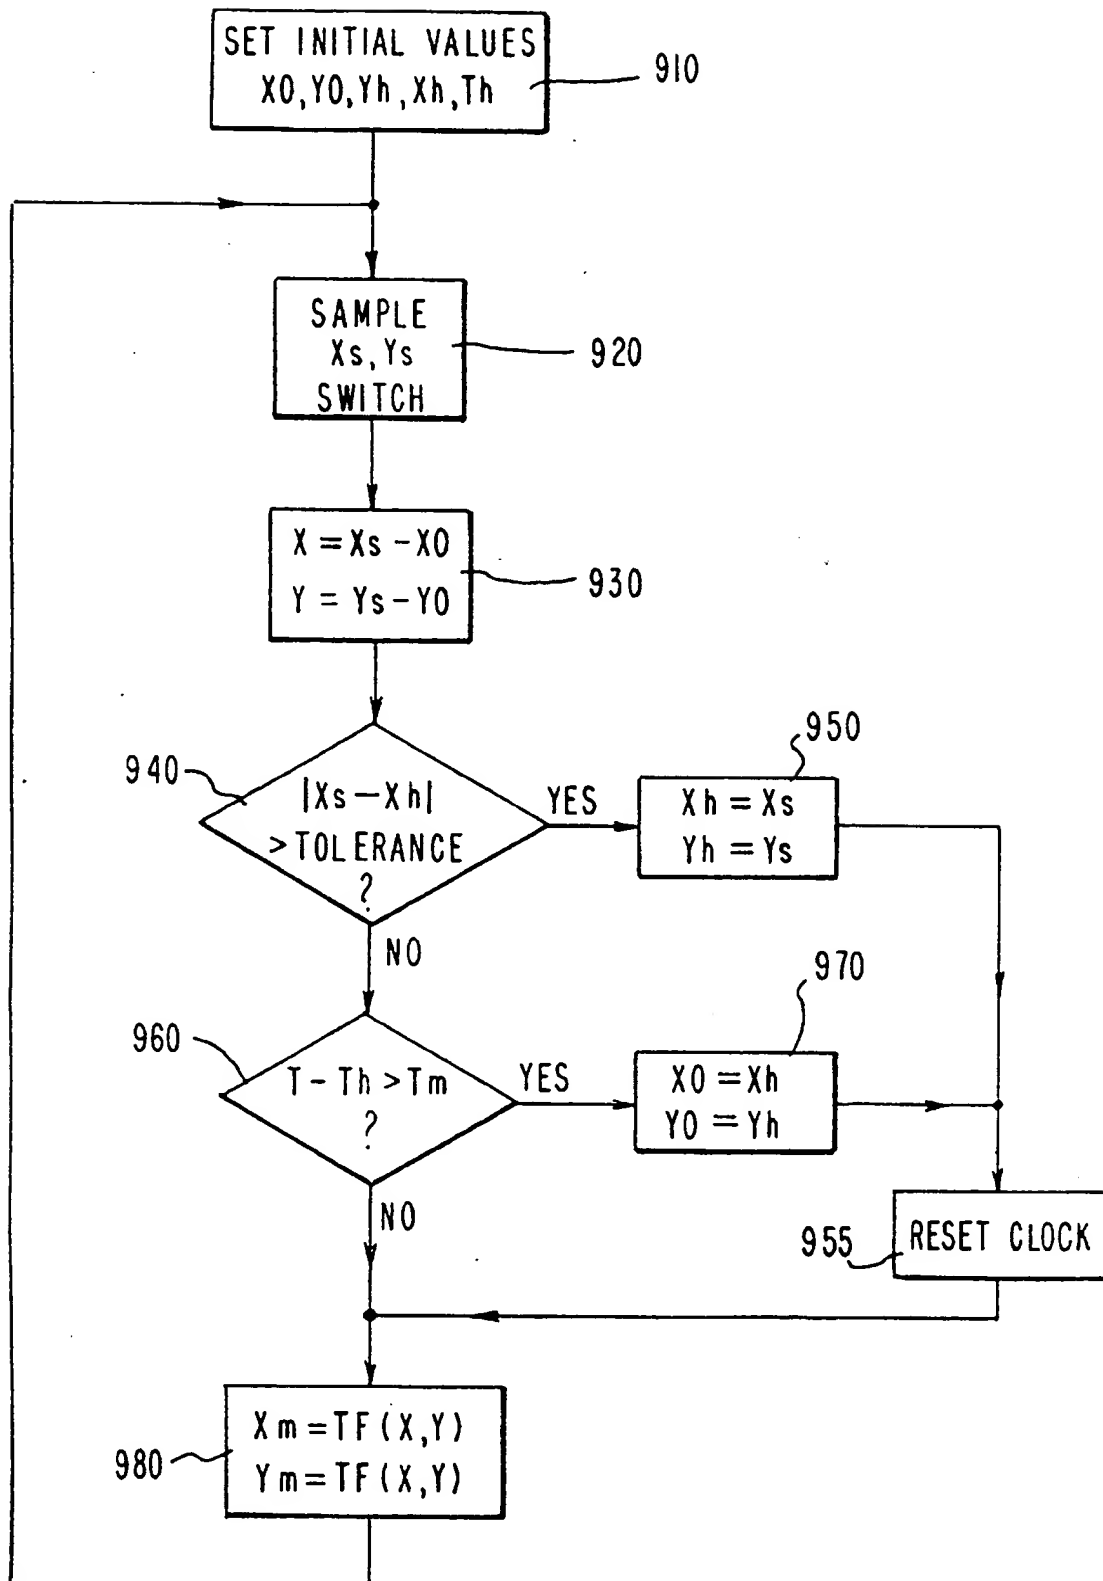 SET INITIAL VALUES
X0, Y0, Yh, Xh, Th
910
SAMPLE
Xs, Ys
SWITCH
920
X = Xs - X0
Y = Ys - Y0
930
940
|Xs - Xh|
> TOLERANCE
?
YES
950
Xh = Xs
Yh = Ys
NO
960
T - Th > Tm
?
YES
970
X0 = Xh
Y0 = Yh
NO
955
RESET CLOCK
980
Xm = TF(X,Y)
Ym = TF(X,Y)